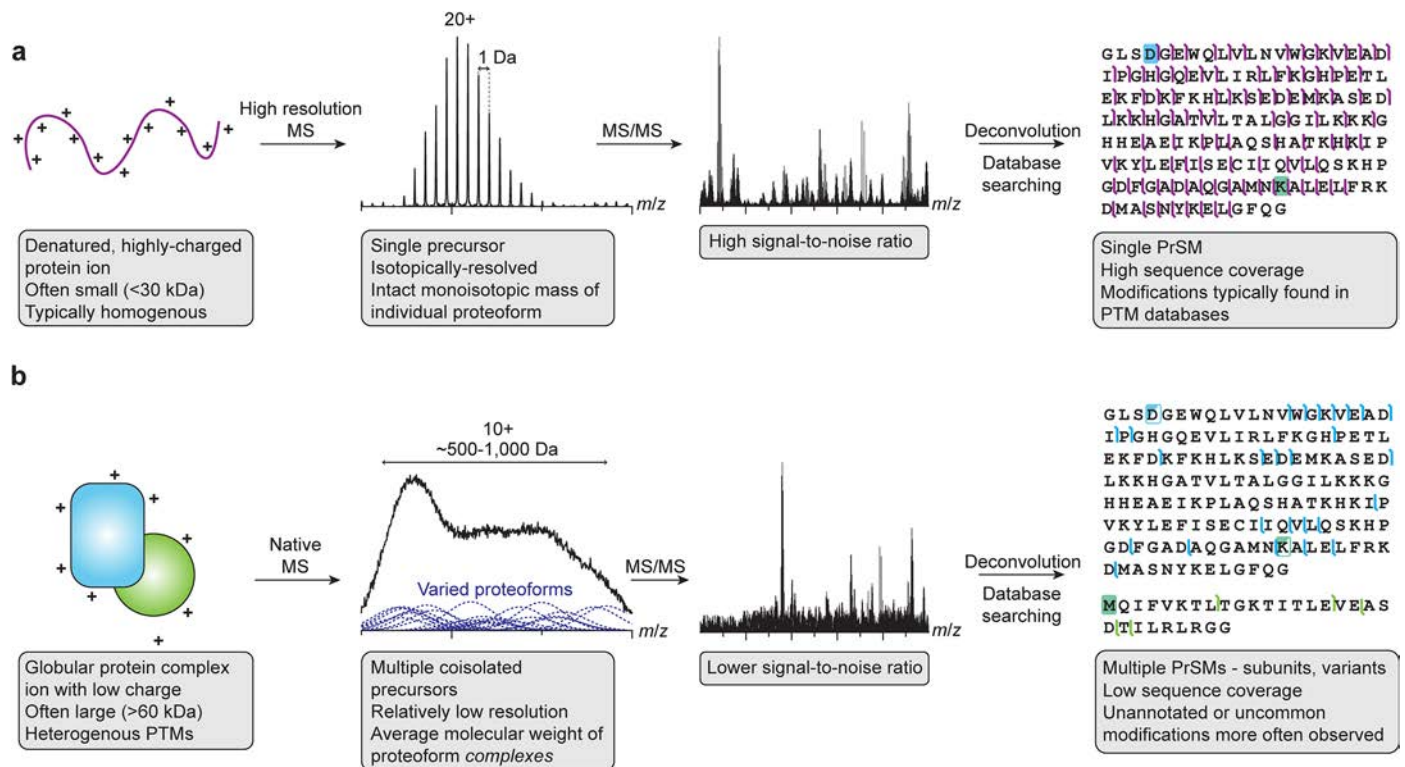 a
20+
1 Da
High resolution
MS
m/z
MS/MS
m/z
Deconvolution
Database
searching
GLSDGEWQLVLNVWGKVEAD
IPGHGQEVLIRLFKGHPETL
EKFDKFKHLKSEDEMKASED
LKKHGATVLTALGGILKKKG
HHEAEIKPLAQSHATKHKIP
VKYLEFISECIIQVLQSKHP
GDFGADAQGAMNKALELFRK
DMASNYKELGFQG
Denatured, highly-charged
protein ion
Often small (<30 kDa)
Typically homogenous
Single precursor
Isotopically-resolved
Intact monoisotopic mass of
individual proteoform
High signal-to-noise ratio
Single PrSM
High sequence coverage
Modifications typically found in
PTM databases
b
10+
~500-1,000 Da
Native
MS
Varied proteoforms
m/z
MS/MS
m/z
Deconvolution
Database
searching
GLSDGEWQLVLNVWGKVEAD
IPGHGQEVLIRLFKGHPETL
EKFDKFKHLKSEDEMKASED
LKKHGATVLTALGGILKKKG
HHEAEIKPLAQSHATKHKIP
VKYLEFISECIIQVLQSKHP
GDFGADAQGAMNKALELFRK
DMASNYKELGFQG
MQIFVKTLTGKTITLEVEAS
DTILRLRGG
Globular protein complex
ion with low charge
Often large (>60 kDa)
Heterogenous PTMs
Multiple coisolated
precursors
Relatively low resolution
Average molecular weight of
proteoform complexes
Lower signal-to-noise ratio
Multiple PrSMs - subunits, variants
Low sequence coverage
Unannotated or uncommon
modifications more often observed